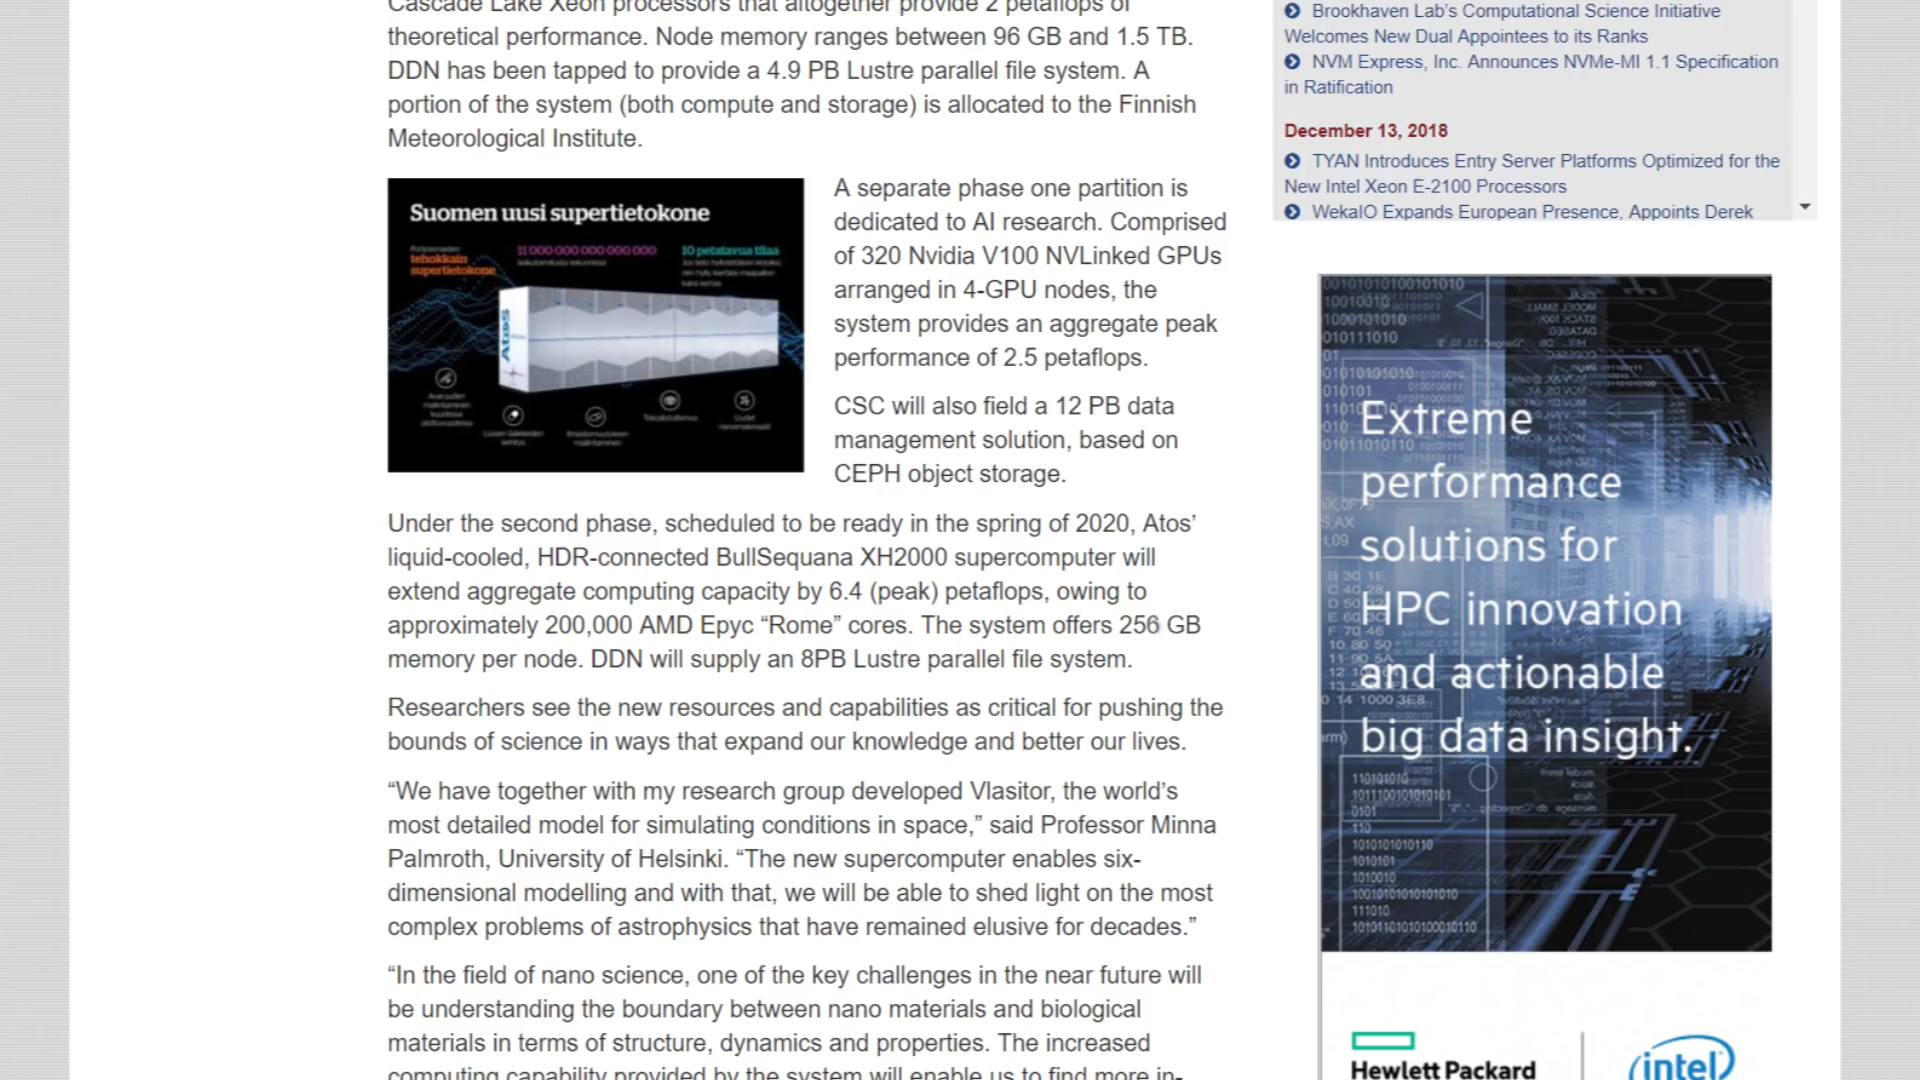 Cascade Lake Xeon processors that altogether provide 2 petaflops of
theoretical performance. Node memory ranges between 96 GB and 1.5 TB.
DDN has been tapped to provide a 4.9 PB Lustre parallel file system. A
portion of the system (both compute and storage) is allocated to the Finnish
Meteorological Institute.
Suomen uusi supertietokone
tehokkain
supertietokone
11 000 000 000 000 000
10 petatavua tilaa
Atos
A separate phase one partition is
dedicated to AI research. Comprised
of 320 Nvidia V100 NVLinked GPUs
arranged in 4-GPU nodes, the
system provides an aggregate peak
performance of 2.5 petaflops.
CSC will also field a 12 PB data
management solution, based on
CEPH object storage.
Under the second phase, scheduled to be ready in the spring of 2020, Atos’
liquid-cooled, HDR-connected BullSequana XH2000 supercomputer will
extend aggregate computing capacity by 6.4 (peak) petaflops, owing to
approximately 200,000 AMD Epyc “Rome” cores. The system offers 256 GB
memory per node. DDN will supply an 8PB Lustre parallel file system.
Researchers see the new resources and capabilities as critical for pushing the
bounds of science in ways that expand our knowledge and better our lives.
“We have together with my research group developed Vlasitor, the world’s
most detailed model for simulating conditions in space,” said Professor Minna
Palmroth, University of Helsinki. “The new supercomputer enables six-
dimensional modelling and with that, we will be able to shed light on the most
complex problems of astrophysics that have remained elusive for decades.”
“In the field of nano science, one of the key challenges in the near future will
be understanding the boundary between nano materials and biological
materials in terms of structure, dynamics and properties. The increased
computing capability provided by the system will enable us to find more in-
Brookhaven Lab’s Computational Science Initiative
Welcomes New Dual Appointees to its Ranks
NVM Express, Inc. Announces NVMe-MI 1.1 Specification
in Ratification
December 13, 2018
TYAN Introduces Entry Server Platforms Optimized for the
New Intel Xeon E-2100 Processors
WekaIO Expands European Presence, Appoints Derek
Extreme
performance
solutions for
HPC innovation
and actionable
big data insight.
Hewlett Packard
intel